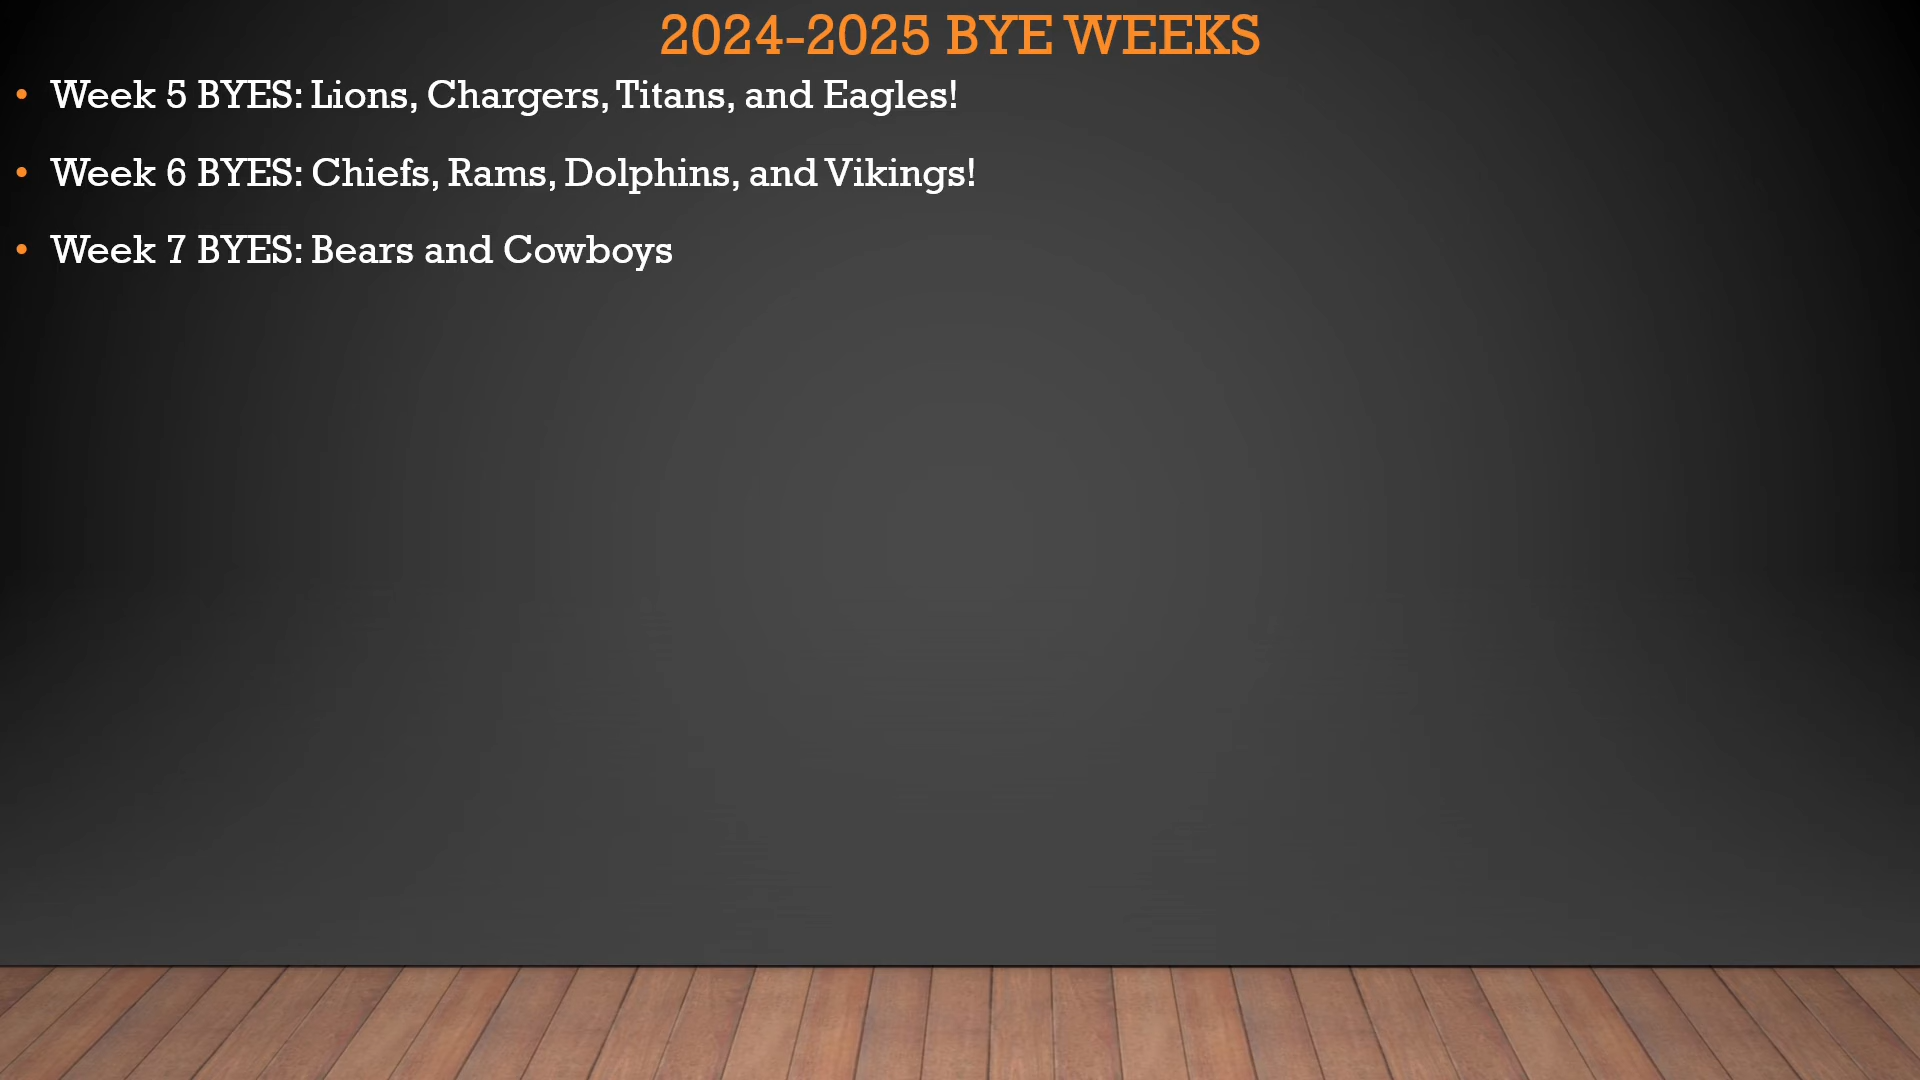 2024-2025 BYE WEEKS
• Week 5 BYES: Lions, Chargers, Titans, and Eagles!
• Week 6 BYES: Chiefs, Rams, Dolphins, and Vikings!
• Week 7 BYES: Bears and Cowboys